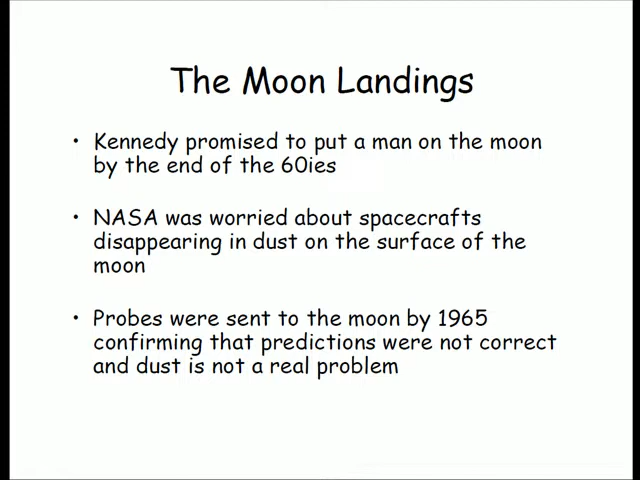 The Moon Landings
• Kennedy promised to put a man on the moon
by the end of the 60ies
• NASA was worried about spacecrafts
disappearing in dust on the surface of the
moon
• Probes were sent to the moon by 1965
confirming that predictions were not correct
and dust is not a real problem